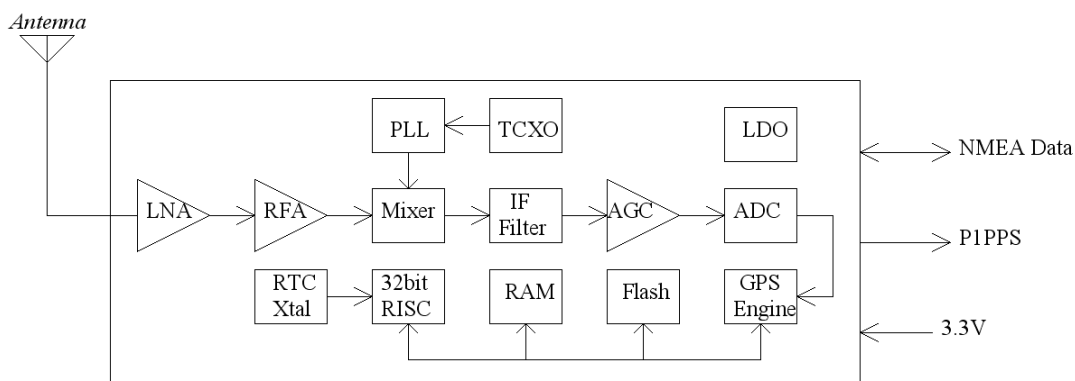 Antenna
PLL
TCXO
LDO
NMEA Data
LNA
RFA
Mixer
IF
Filter
AGC
ADC
P1PPS
RTC
Xtal
32bit
RISC
RAM
Flash
GPS
Engine
3.3V